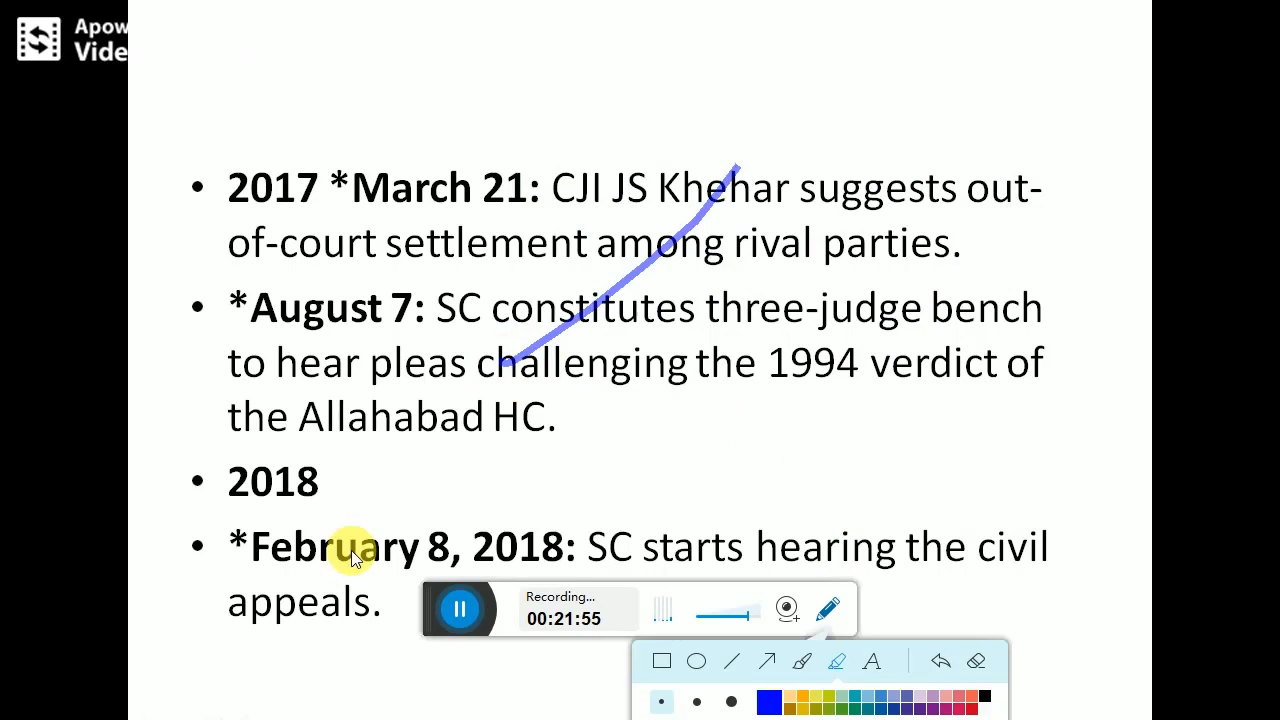 Apow
Vide
• 2017 *March 21: CJI JS Khehar suggests out-
of-court settlement among rival parties.
• *August 7: SC constitutes three-judge bench
to hear pleas challenging the 1994 verdict of
the Allahabad HC.
• 2018
• *February 8, 2018: SC starts hearing the civil
appeals.
Recording...
00:21:55
A